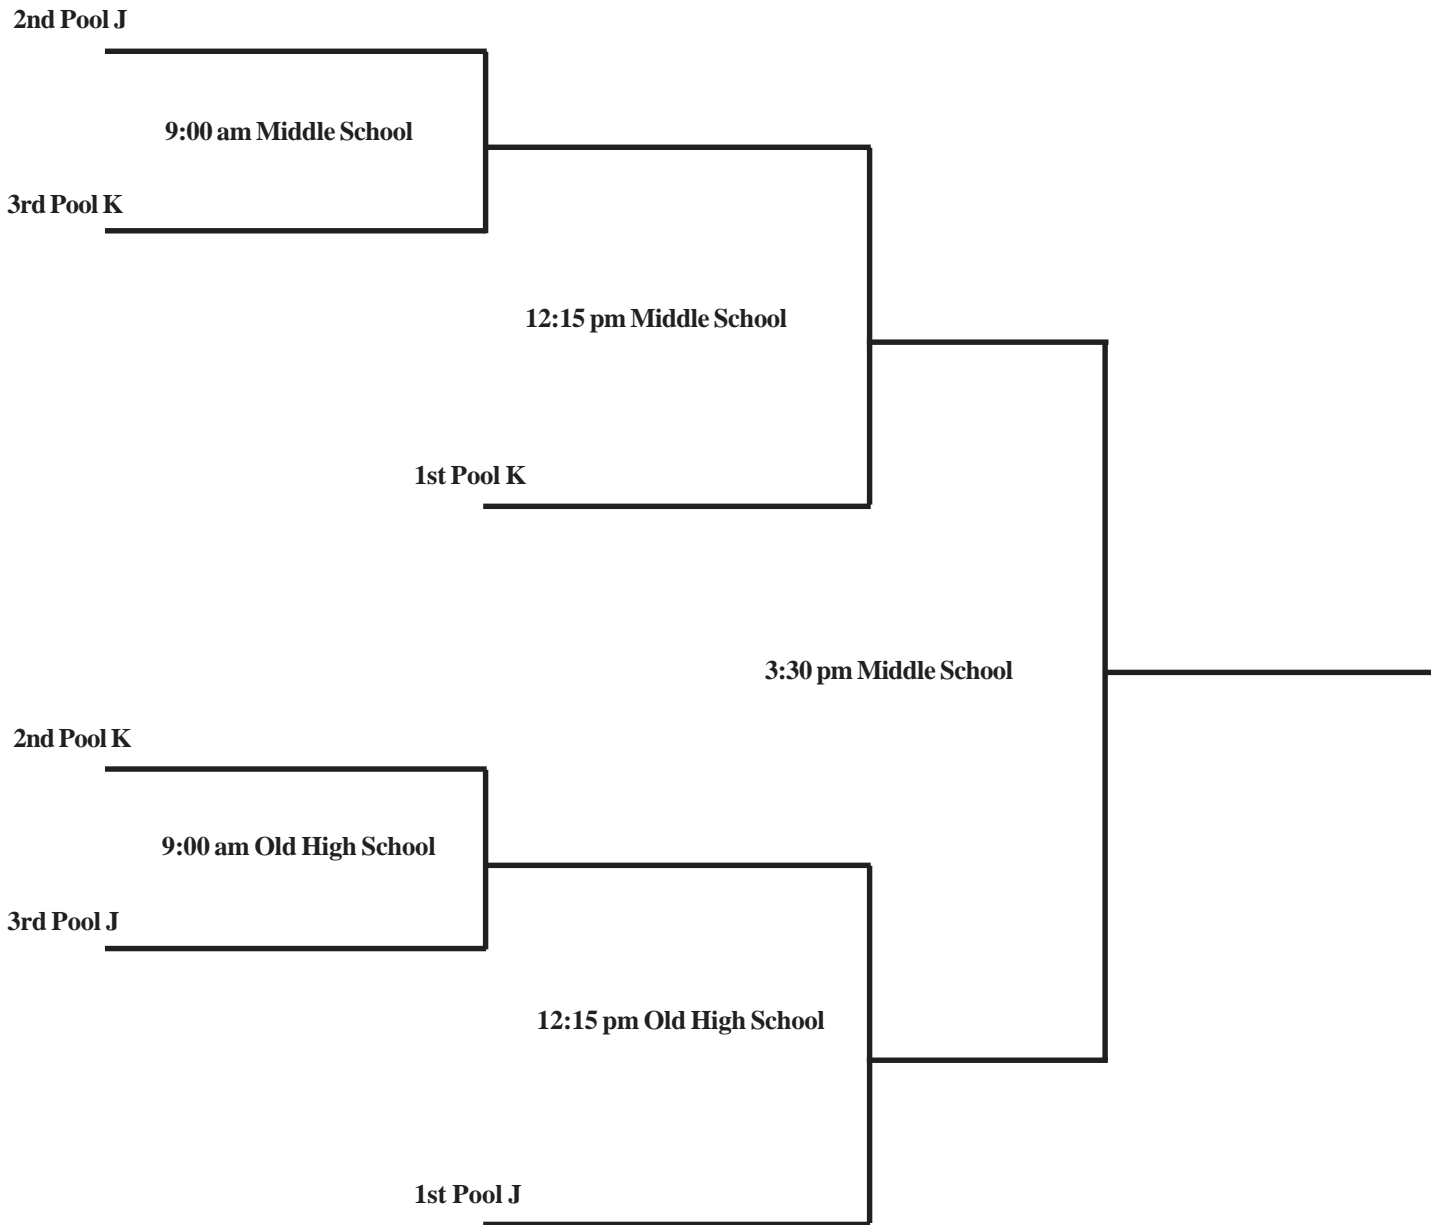 2nd Pool J
9:00 am Middle School
3rd Pool K
12:15 pm Middle School
1st Pool K
3:30 pm Middle School
2nd Pool K
9:00 am Old High School
3rd Pool J
12:15 pm Old High School
1st Pool J